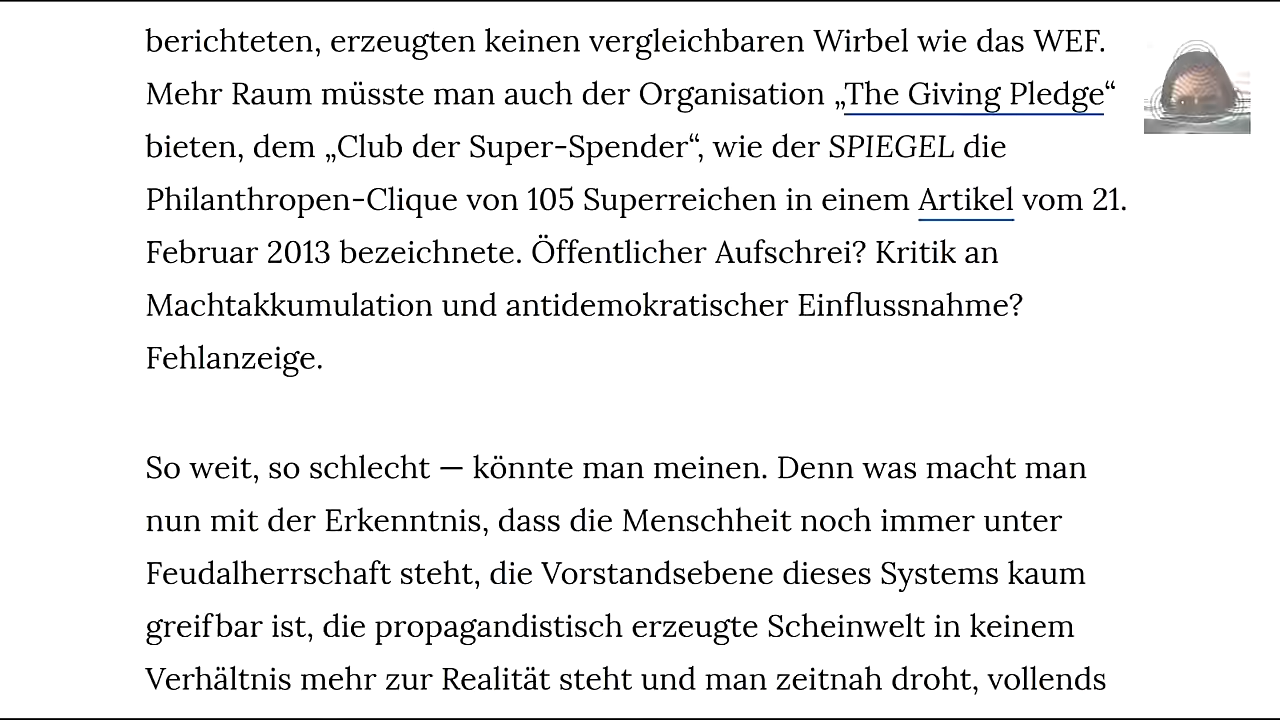 berichteten, erzeugten keinen vergleichbaren Wirbel wie das WEF.
Mehr Raum müsste man auch der Organisation „The Giving Pledge“
bieten, dem „Club der Super-Spender“, wie der SPIEGEL die
Philanthropen-Clique von 105 Superreichen in einem Artikel vom 21.
Februar 2013 bezeichnete. Öffentlicher Aufschrei? Kritik an
Machtakkumulation und antidemokratischer Einflussnahme?
Fehlanzeige.
So weit, so schlecht — könnte man meinen. Denn was macht man
nun mit der Erkenntnis, dass die Menschheit noch immer unter
Feudalherrschaft steht, die Vorstandsebene dieses Systems kaum
greifbar ist, die propagandistisch erzeugte Scheinwelt in keinem
Verhältnis mehr zur Realität steht und man zeitnah droht, vollends